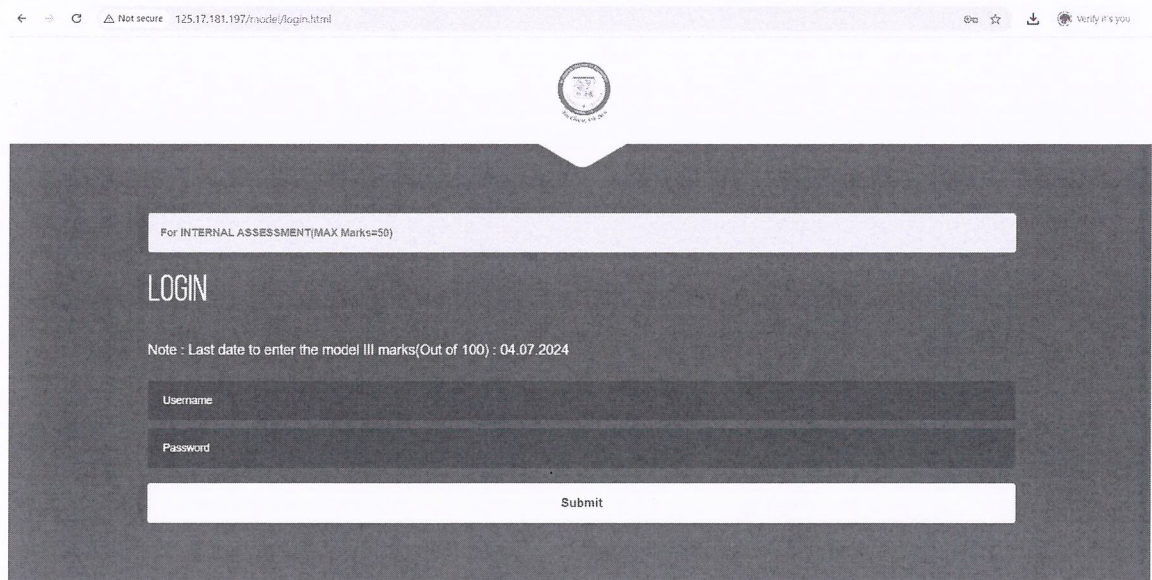 Not secure 125.17.181.197/model/login.html Verify it's you
For INTERNAL ASSESSMENT(MAX Marks=50)
LOGIN
Note : Last date to enter the model III marks(Out of 100) : 04.07.2024
Username
Password
Submit